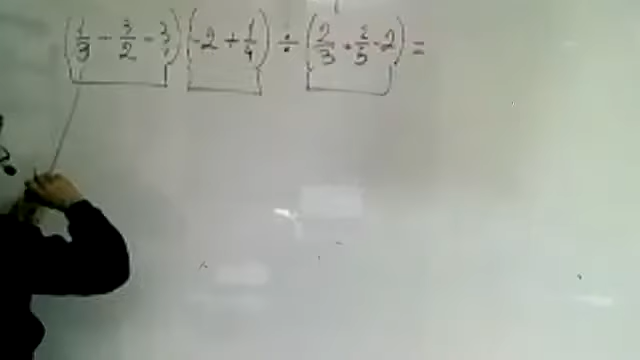 (1/3 - 3/2 - 3/4)(-2 + 1/4) ÷ (2/3 · 2/5 - 2) =